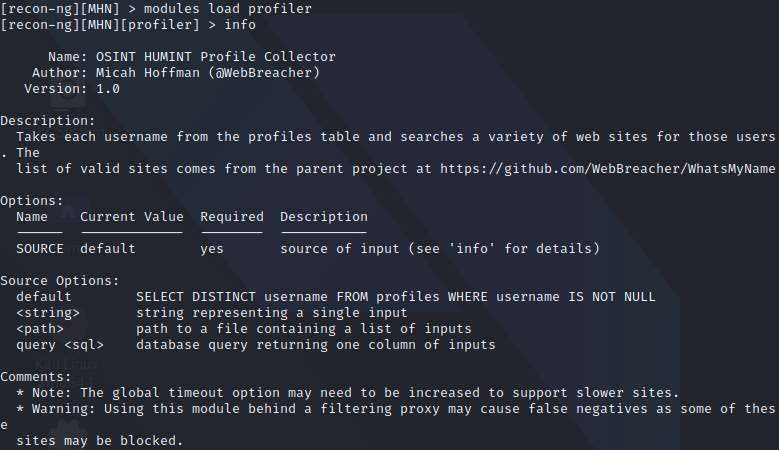 [recon-ng][MHN] > modules load profiler
[recon-ng][MHN][profiler] > info
Name: OSINT HUMINT Profile Collector
Author: Micah Hoffman (@WebBreacher)
Version: 1.0
Description:
Takes each username from the profiles table and searches a variety of web sites for those users
. The
list of valid sites comes from the parent project at https://github.com/WebBreacher/WhatsMyName
Options:
Name Current Value Required Description
------ ------------- -------- -----------
SOURCE default yes source of input (see 'info' for details)
Source Options:
default SELECT DISTINCT username FROM profiles WHERE username IS NOT NULL
<string> string representing a single input
<path> path to a file containing a list of inputs
query <sql> database query returning one column of inputs
Comments:
* Note: The global timeout option may need to be increased to support slower sites.
* Warning: Using this module behind a filtering proxy may cause false negatives as some of thes
e
sites may be blocked.
Kali Linux